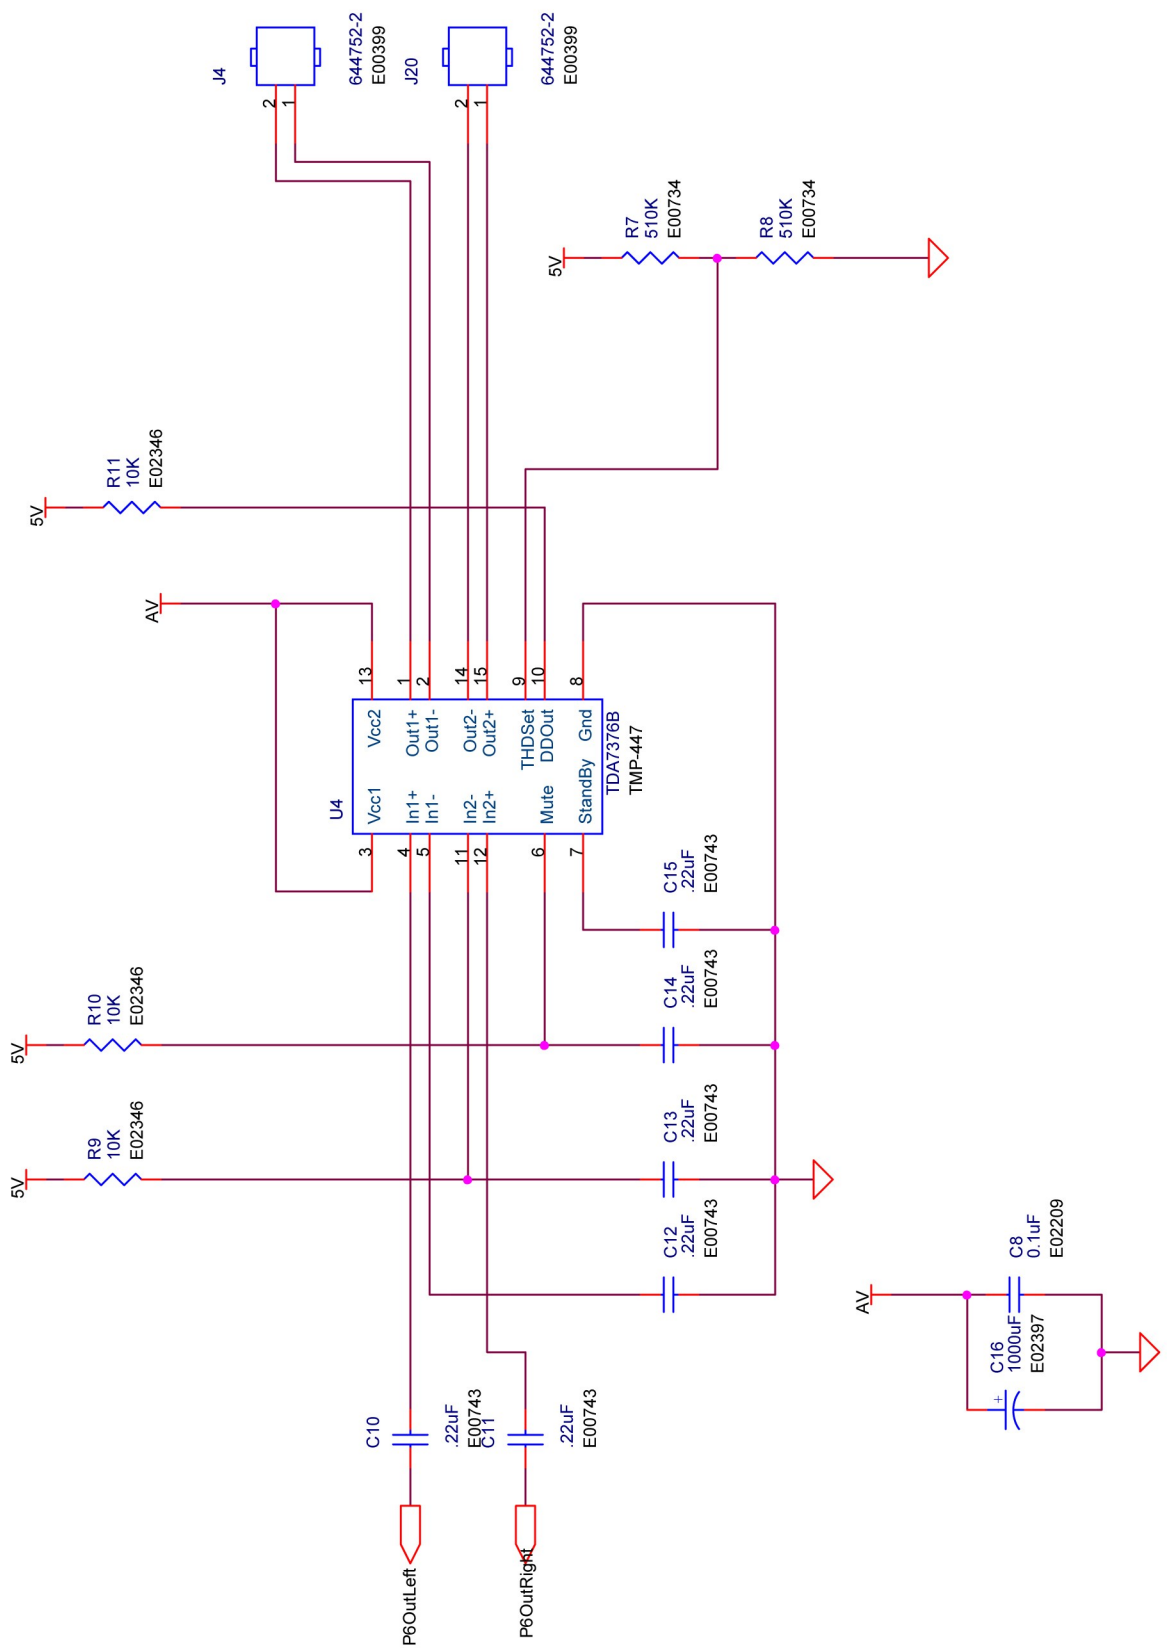 P6OutLeft
P6OutRight
C10
.22uF
E00743
C11
.22uF
E00743
AV
C16
1000uF
E02397
+
C8
0.1uF
E02209
5V
R9
10K
E02346
5V
R10
10K
E02346
C12
.22uF
E00743
C13
.22uF
E00743
C14
.22uF
E00743
C15
.22uF
E00743
U4
3 Vcc1 Vcc2 13
4 In1+ Out1+ 1
5 In1- Out1- 2
11 In2- Out2- 14
12 In2+ Out2+ 15
THDSet 9
6 Mute DDOut 10
7 StandBy Gnd 8
TDA7376B
TMP-447
AV
5V
R11
10K
E02346
5V
R7
510K
E00734
R8
510K
E00734
J4
2
1
644752-2
E00399
J20
2
1
644752-2
E00399